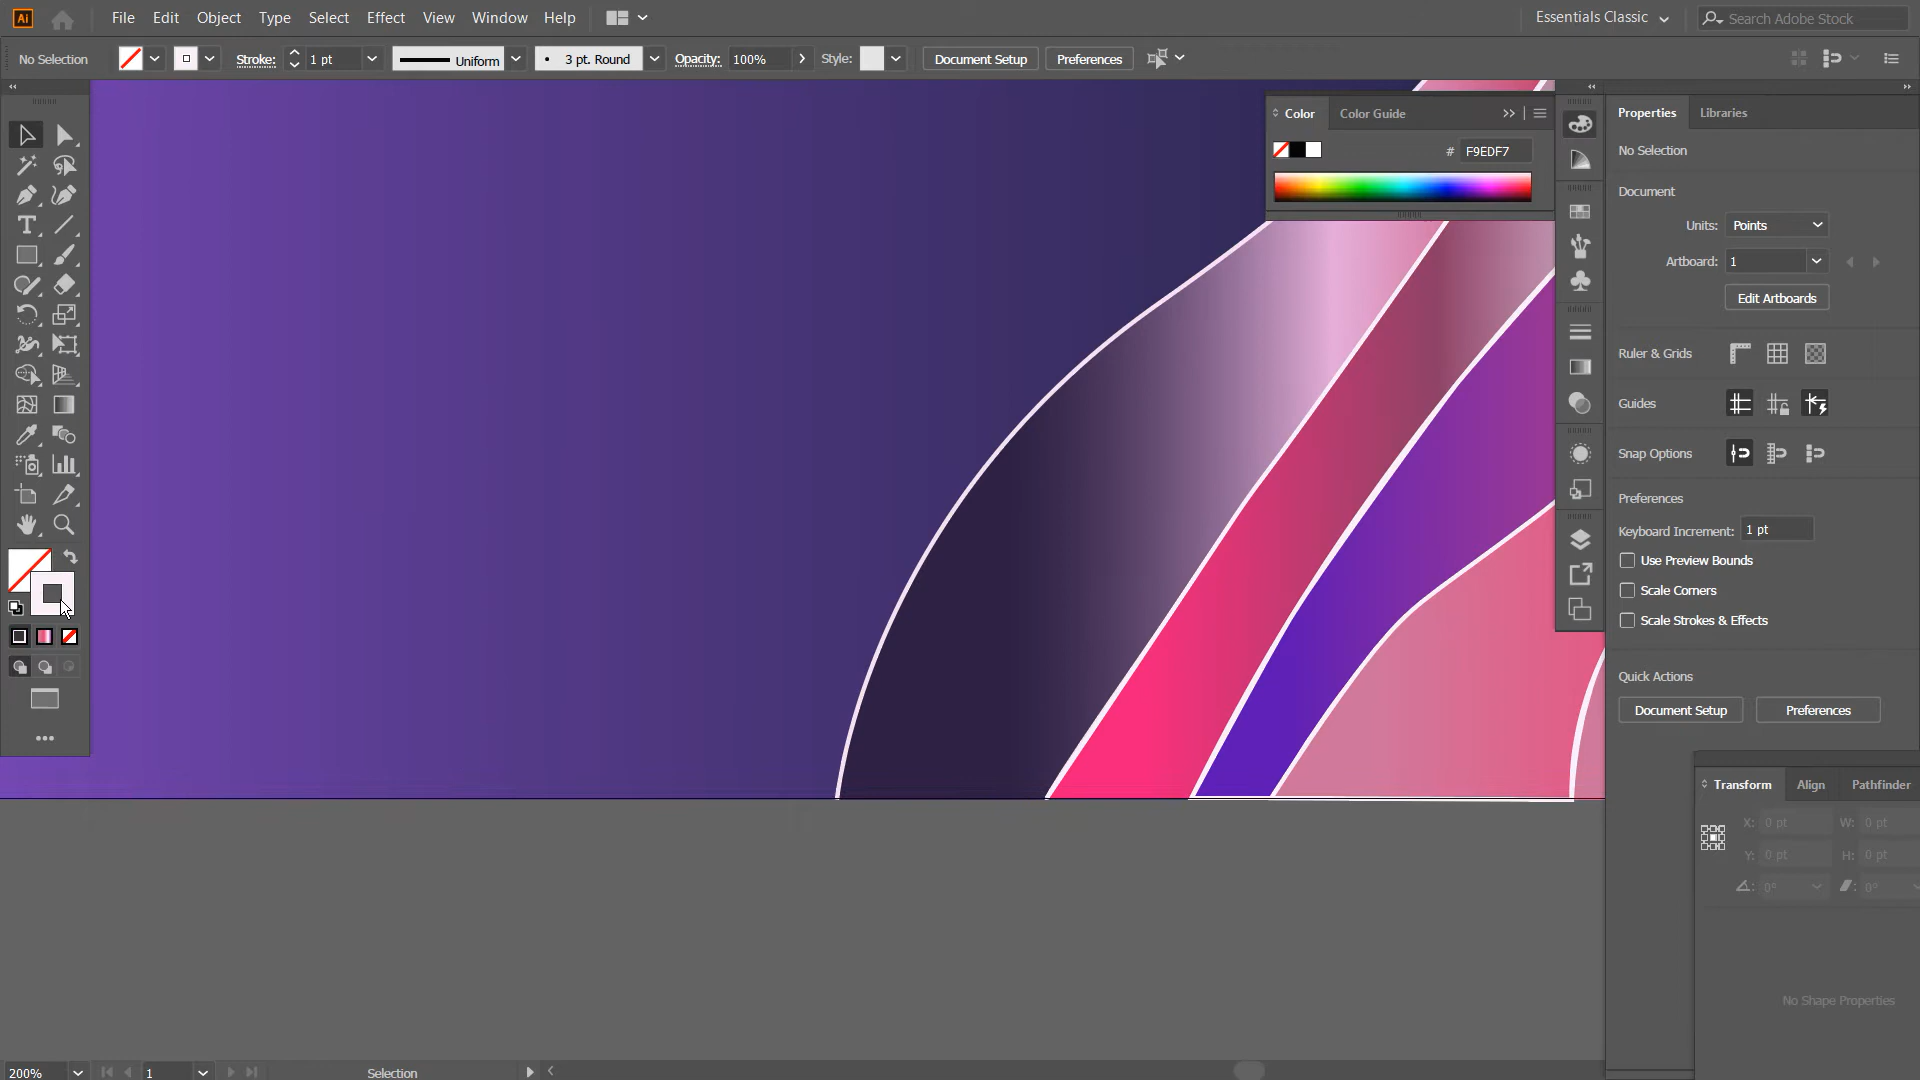 Ai File Edit Object Type Select Effect View Window Help Essentials Classic Search Adobe Stock
No Selection Stroke: 1 pt Uniform 3 pt. Round Opacity: 100% Style: Document Setup Preferences
Color Color Guide
# F9EDF7
Properties Libraries
No Selection
Document
Units: Points
Artboard: 1
Edit Artboards
Ruler & Grids
Guides
Snap Options
Preferences
Keyboard Increment: 1 pt
Use Preview Bounds
Scale Corners
Scale Strokes & Effects
Quick Actions
Document Setup Preferences
Transform Align Pathfinder
X: 0 pt W: 0 pt
Y: 0 pt H: 0 pt
0° 0°
No Shape Properties
200% 1 Selection